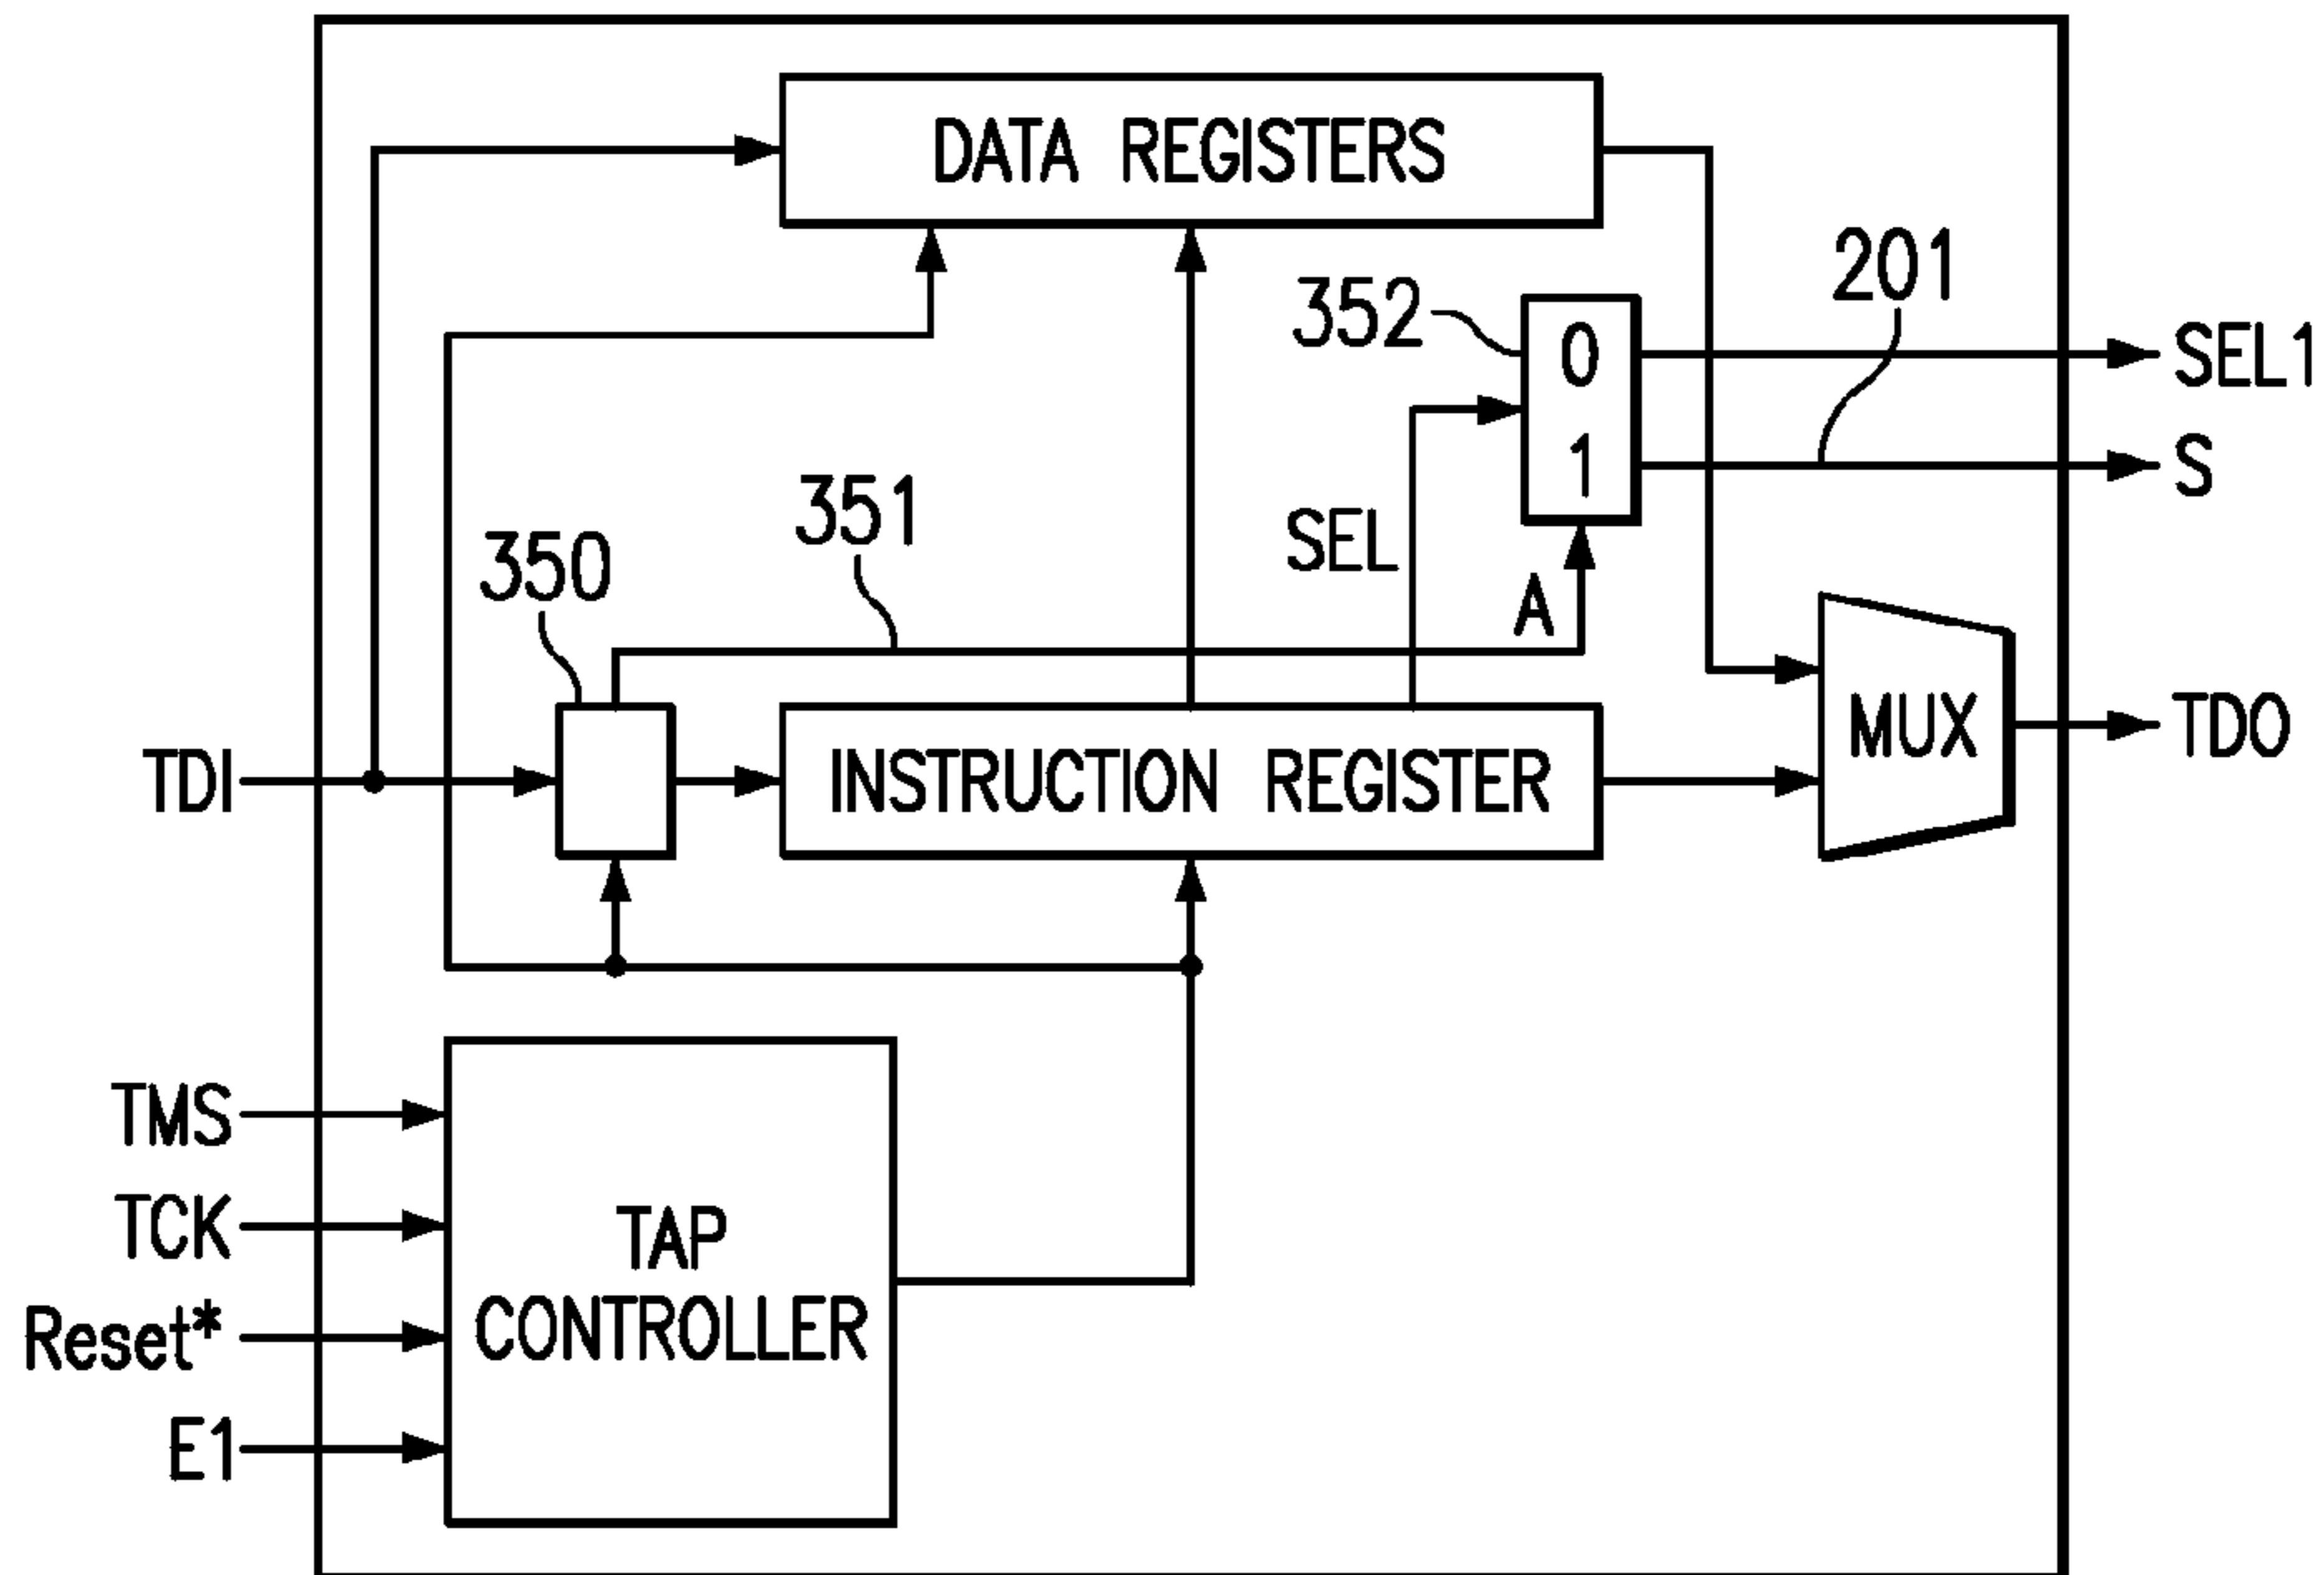 DATA REGISTERS
201
352
0
SEL1
1
S
351
SEL
350
A
TDI
INSTRUCTION REGISTER
MUX
TDO
TMS
TCK
TAP
CONTROLLER
Reset*
E1